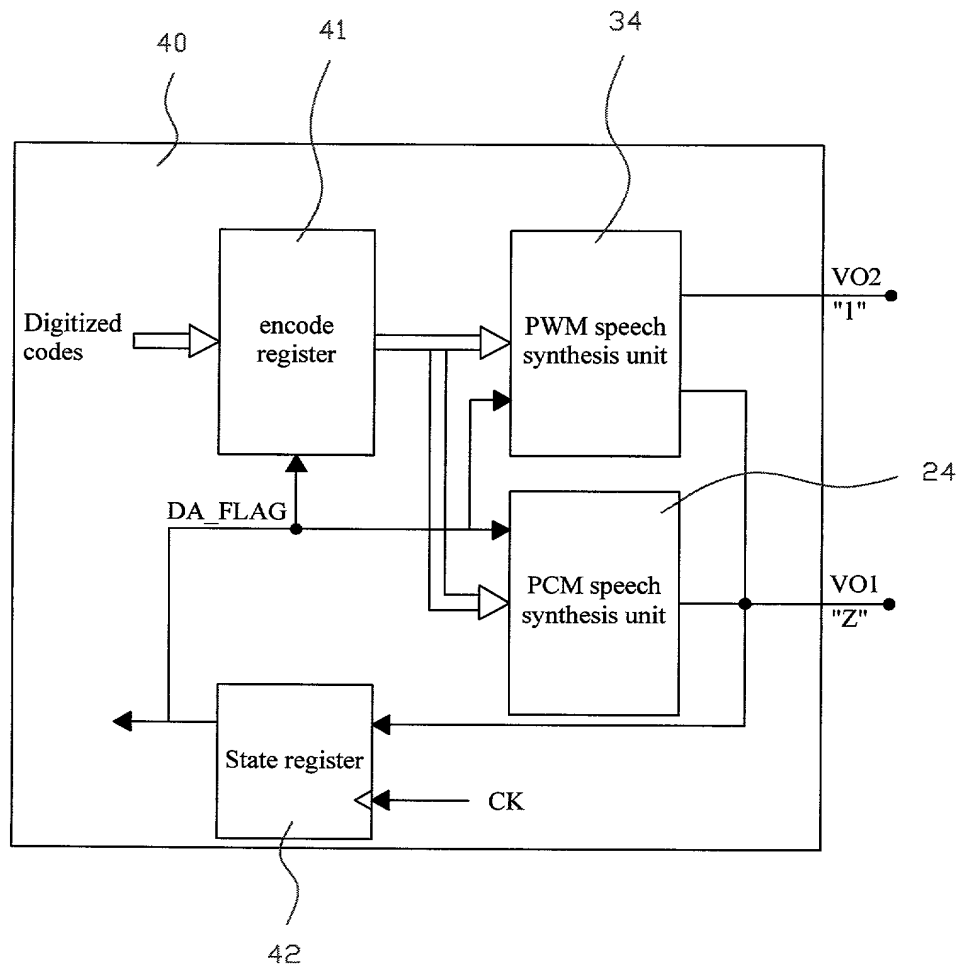 40
41
34
Digitized
codes
encode
register
PWM speech
synthesis unit
VO2
"1"
24
DA_FLAG
PCM speech
synthesis unit
VO1
"Z"
State register
CK
42